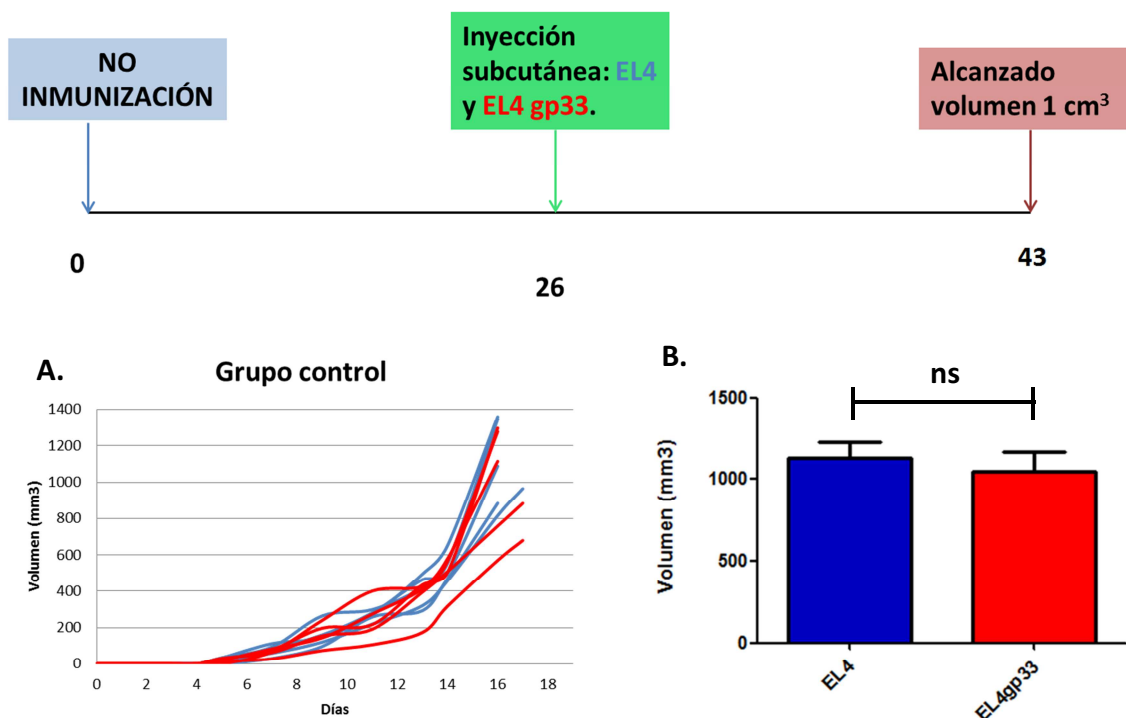 NO
INMUNIZACIÓN
Inyección
subcutánea: EL4
y EL4 gp33.
Alcanzado
volumen 1 cm³
0
26
43
A.
Grupo control
Volumen (mm3)
1400
1200
1000
800
600
400
200
0
0 2 4 6 8 10 12 14 16 18
Días
B.
ns
Volumen (mm3)
1500
1000
500
0
EL4
EL4gp33